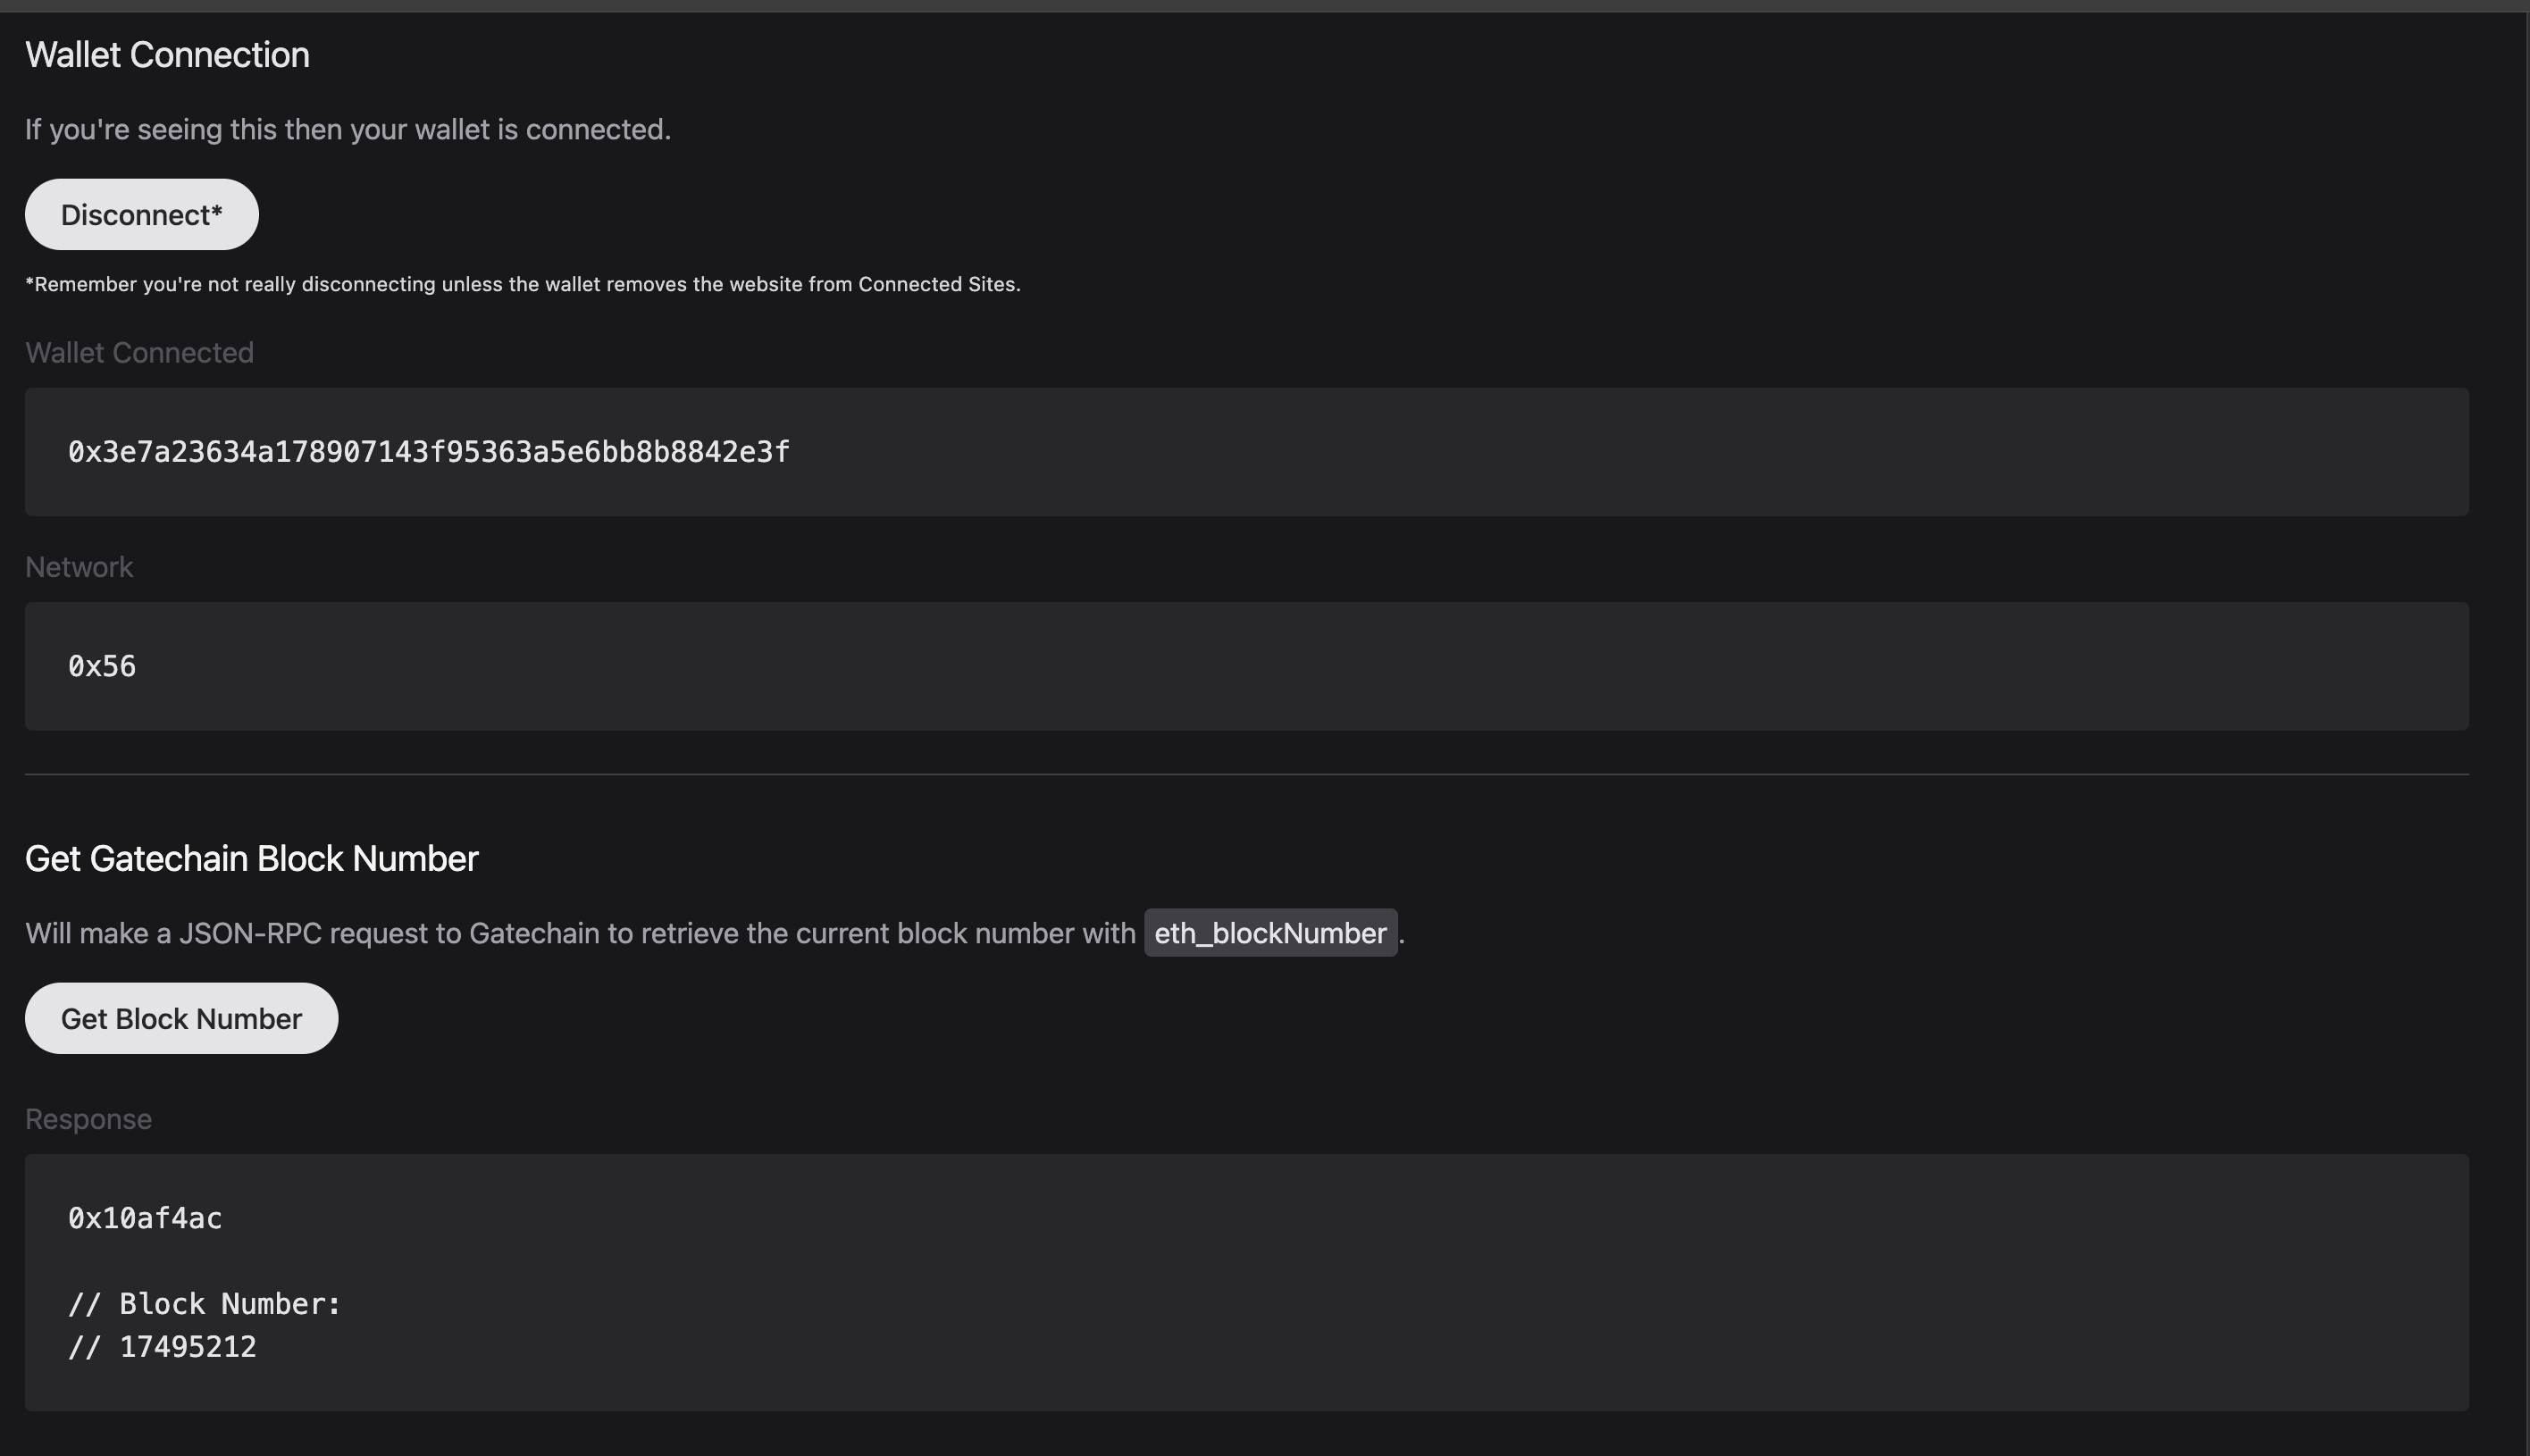 Wallet Connection
If you're seeing this then your wallet is connected.
Disconnect*
*Remember you're not really disconnecting unless the wallet removes the website from Connected Sites.
Wallet Connected
0x3e7a23634a178907143f95363a5e6bb8b8842e3f
Network
0x56
Get Gatechain Block Number
Will make a JSON-RPC request to Gatechain to retrieve the current block number with eth_blockNumber.
Get Block Number
Response
0x10af4ac
// Block Number:
// 17495212